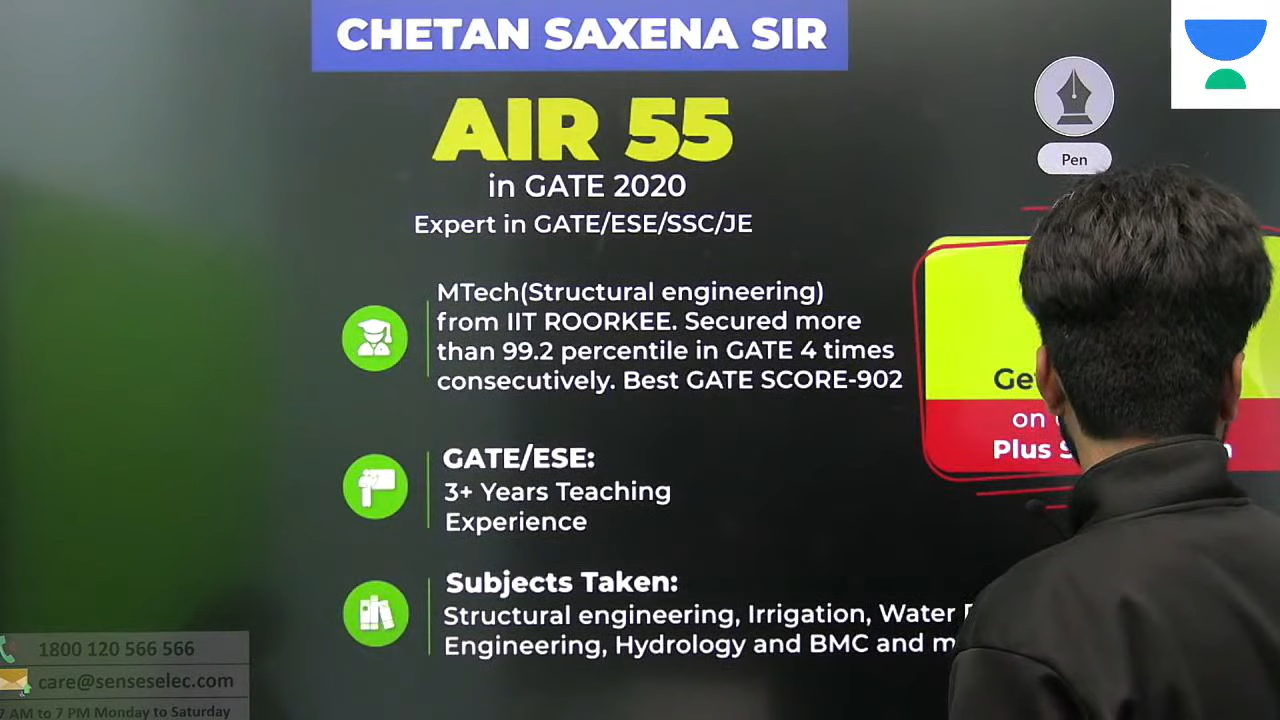 CHETAN SAXENA SIR
AIR 55
in GATE 2020
Expert in GATE/ESE/SSC/JE
MTech(Structural engineering)
from IIT ROORKEE. Secured more
than 99.2 percentile in GATE 4 times
consecutively. Best GATE SCORE-902
GATE/ESE:
3+ Years Teaching
Experience
Subjects Taken:
Structural engineering, Irrigation, Water
Engineering, Hydrology and BMC and
Pen
on
Plus
1800 120 566 566
care@senseselec.com
7 AM to 7 PM Monday to Saturday